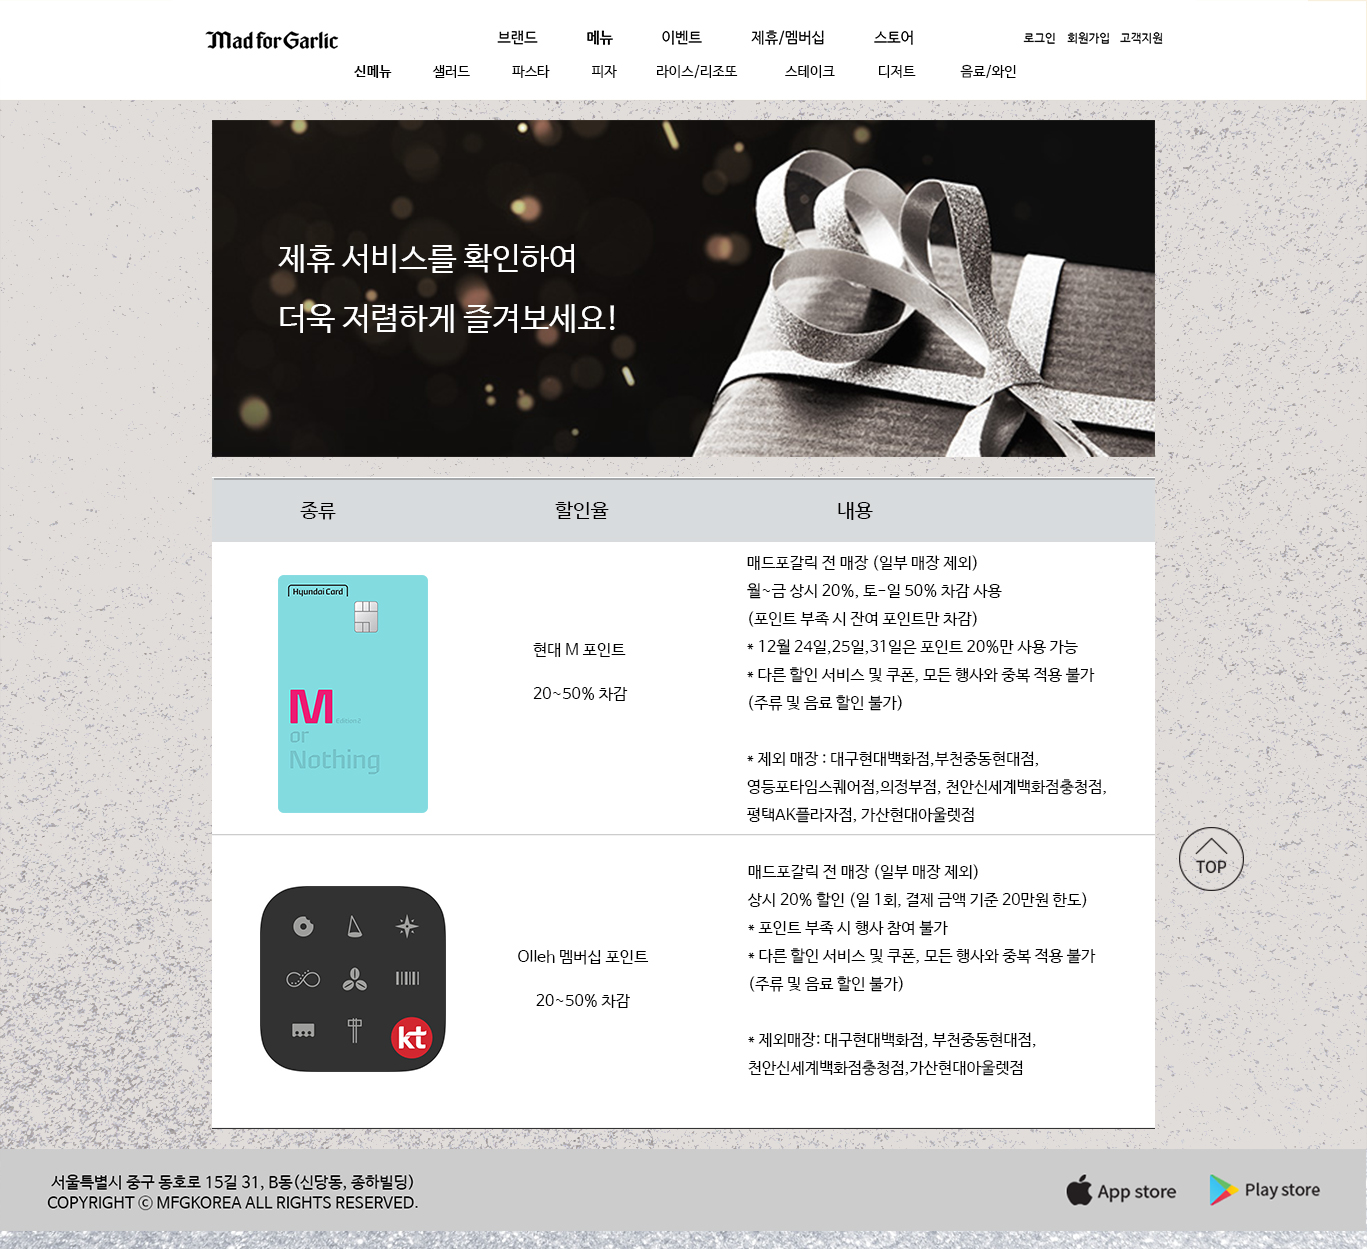 Mad for Garlic
브랜드 메뉴 이벤트 제휴/멤버십 스토어
로그인 회원가입 고객지원
신메뉴 샐러드 파스타 피자 라이스/리조또 스테이크 디저트 음료/와인
제휴 서비스를 확인하여
더욱 저렴하게 즐겨보세요!
종류 할인율 내용
Hyundai Card
M Edition2
or
Nothing
현대 M 포인트
20~50% 차감
매드포갈릭 전 매장 (일부 매장 제외)
월~금 상시 20%, 토-일 50% 차감 사용
(포인트 부족 시 잔여 포인트만 차감)
* 12월 24일,25일,31일은 포인트 20%만 사용 가능
* 다른 할인 서비스 및 쿠폰, 모든 행사와 중복 적용 불가
(주류 및 음료 할인 불가)
* 제외 매장 : 대구현대백화점,부천중동현대점,
영등포타임스퀘어점,의정부점, 천안신세계백화점충청점,
평택AK플라자점, 가산현대아울렛점
TOP
kt
Olleh 멤버십 포인트
20~50% 차감
매드포갈릭 전 매장 (일부 매장 제외)
상시 20% 할인 (일 1회, 결제 금액 기준 20만원 한도)
* 포인트 부족 시 행사 참여 불가
* 다른 할인 서비스 및 쿠폰, 모든 행사와 중복 적용 불가
(주류 및 음료 할인 불가)
* 제외매장: 대구현대백화점, 부천중동현대점,
천안신세계백화점충청점,가산현대아울렛점
서울특별시 중구 동호로 15길 31, B동(신당동, 종하빌딩)
COPYRIGHT ⓒ MFGKOREA ALL RIGHTS RESERVED.
App store
Play store